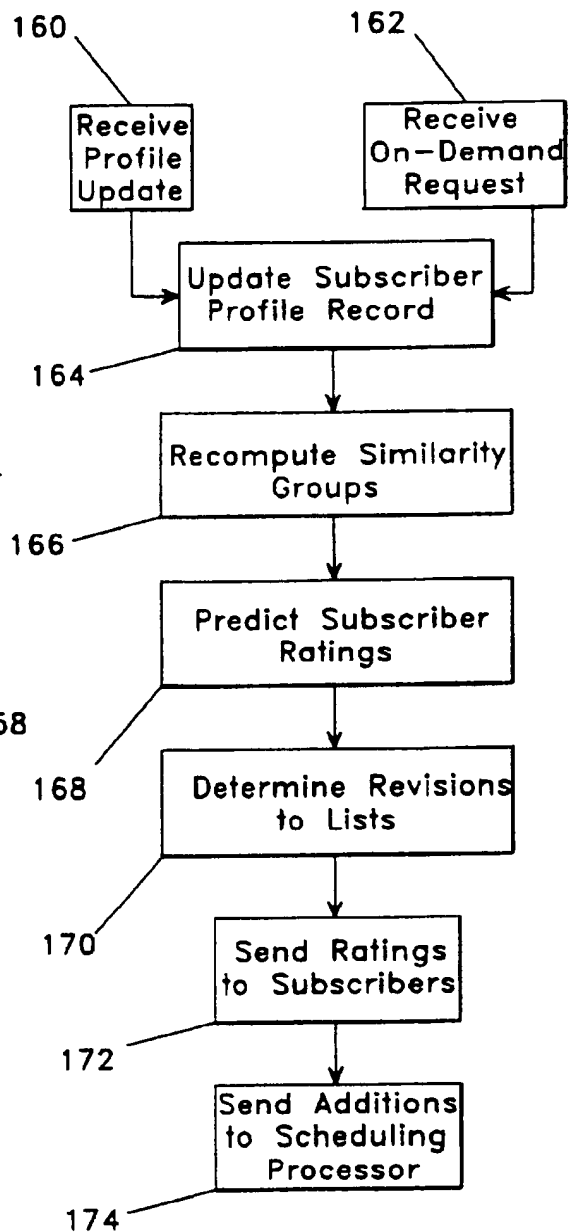 160
162
Receive
Profile
Update
Receive
On-Demand
Request
Update Subscriber
Profile Record
164
Recompute Similarity
Groups
166
Predict Subscriber
Ratings
68
168
Determine Revisions
to Lists
170
Send Ratings
to Subscribers
172
Send Additions
to Scheduling
Processor
174